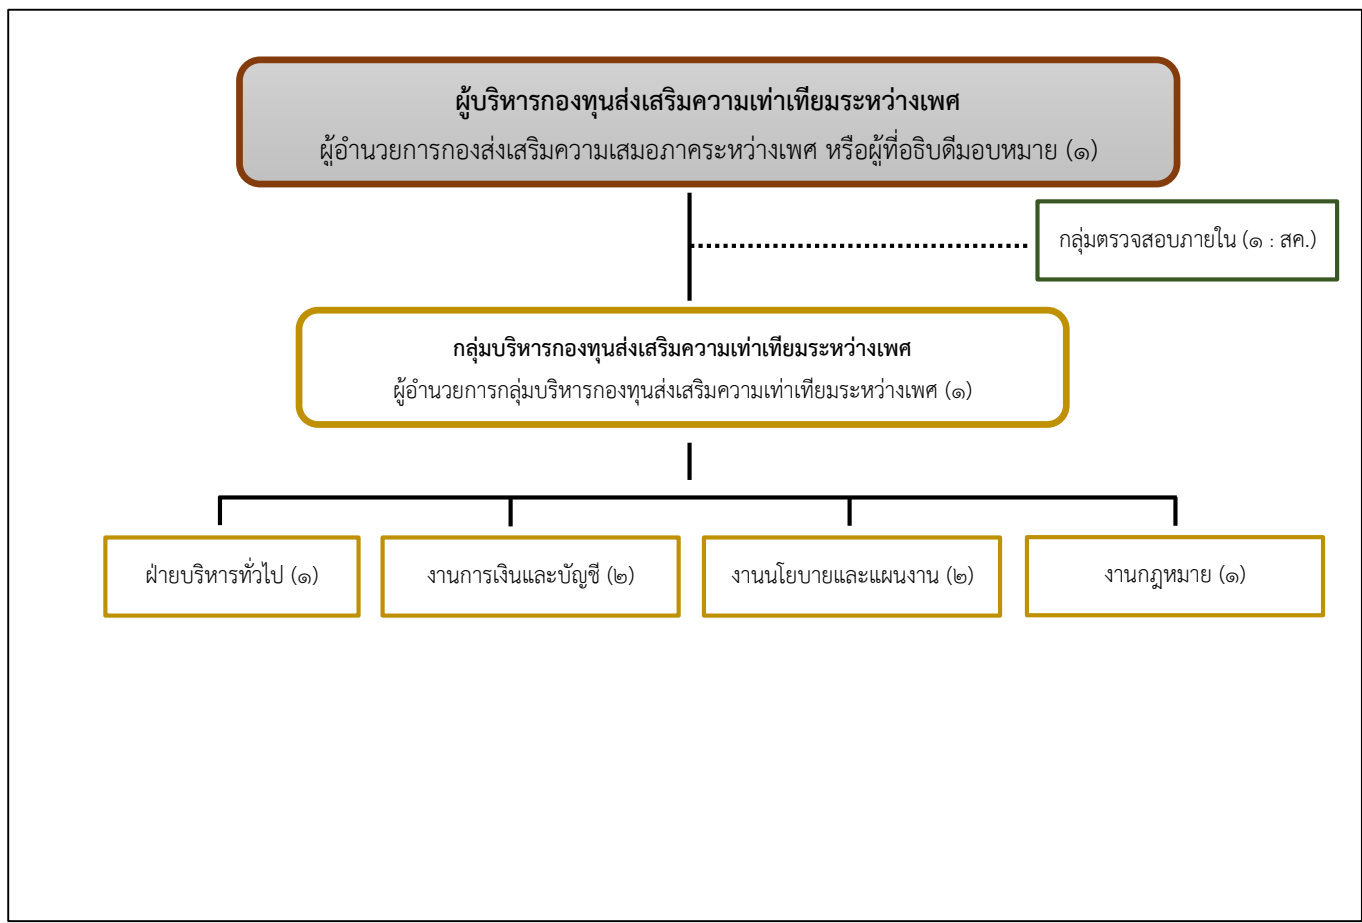 ผู้บริหารกองทุนส่งเสริมความเท่าเทียมระหว่างเพศ
ผู้อำนวยการกองส่งเสริมความเสมอภาคระหว่างเพศ หรือผู้ที่อธิบดีมอบหมาย (๑)
กลุ่มตรวจสอบภายใน (๑ : สค.)
กลุ่มบริหารกองทุนส่งเสริมความเท่าเทียมระหว่างเพศ
ผู้อำนวยการกลุ่มบริหารกองทุนส่งเสริมความเท่าเทียมระหว่างเพศ (๑)
ฝ่ายบริหารทั่วไป (๑)
งานการเงินและบัญชี (๒)
งานนโยบายและแผนงาน (๒)
งานกฎหมาย (๑)